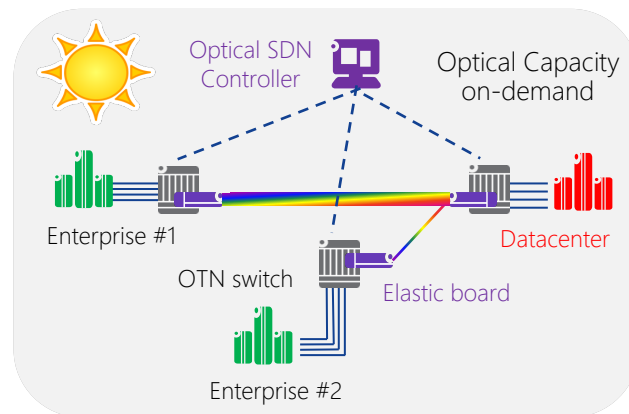 Optical SDN
Controller
Optical Capacity
on-demand
Enterprise #1
Datacenter
OTN switch
Elastic board
Enterprise #2